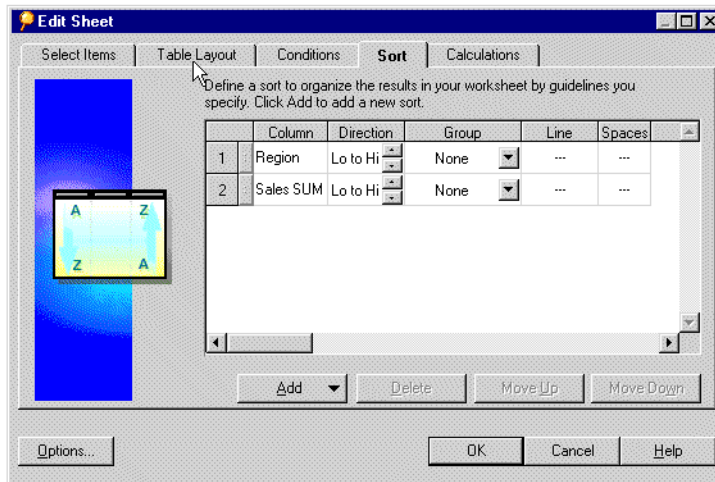 Edit Sheet
Select Items Table Layout Conditions Sort Calculations
Define a sort to organize the results in your worksheet by guidelines you
specify. Click Add to add a new sort.
Column Direction Group Line Spaces
1 Region Lo to Hi None --- ---
2 Sales SUM Lo to Hi None --- ---
A Z
Z A
Add Delete Move Up Move Down
Options... OK Cancel Help